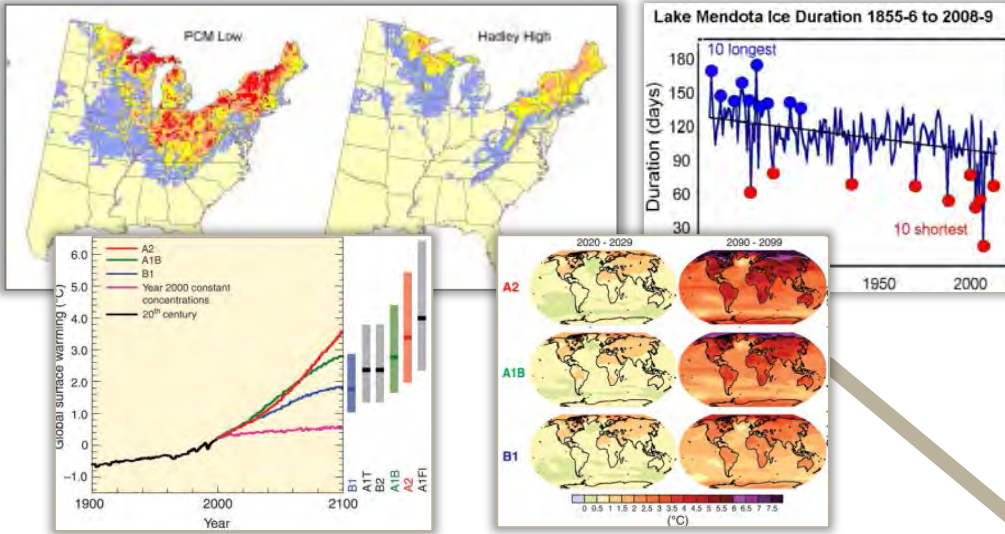 PCM Low
Hadley High
Lake Mendota Ice Duration 1855-6 to 2008-9
180
150
120
90
60
30
Duration (days)
10 longest
10 shortest
1950
2000
6.0
5.0
4.0
3.0
2.0
1.0
0
–1.0
Global surface warming (°C)
A2
A1B
B1
Year 2000 constant
concentrations
20th century
1900
2000
2100
Year
B1
A1T
B2
A1B
A2
A1FI
2020 - 2029
2090 - 2099
A2
A1B
B1
0 0.5 1 1.5 2 2.5 3 3.5 4 4.5 5 5.5 6 6.5 7 7.5
(°C)